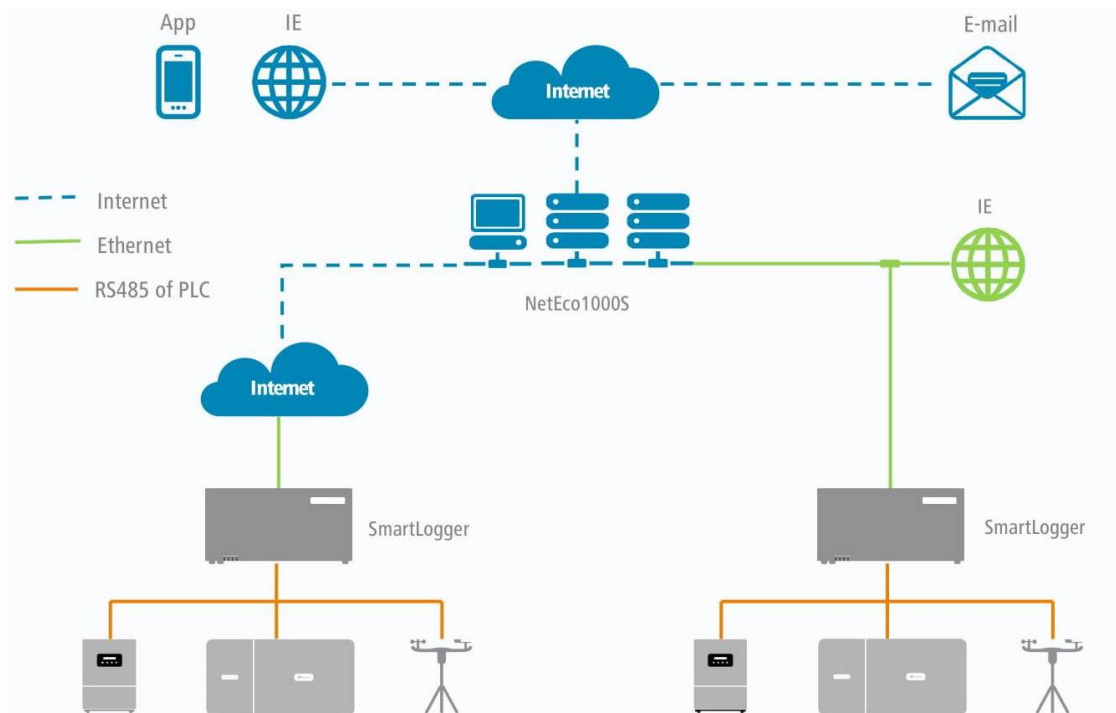 App
IE
E-mail
Internet
Internet
Ethernet
RS485 of PLC
IE
NetEco1000S
Internet
SmartLogger
SmartLogger